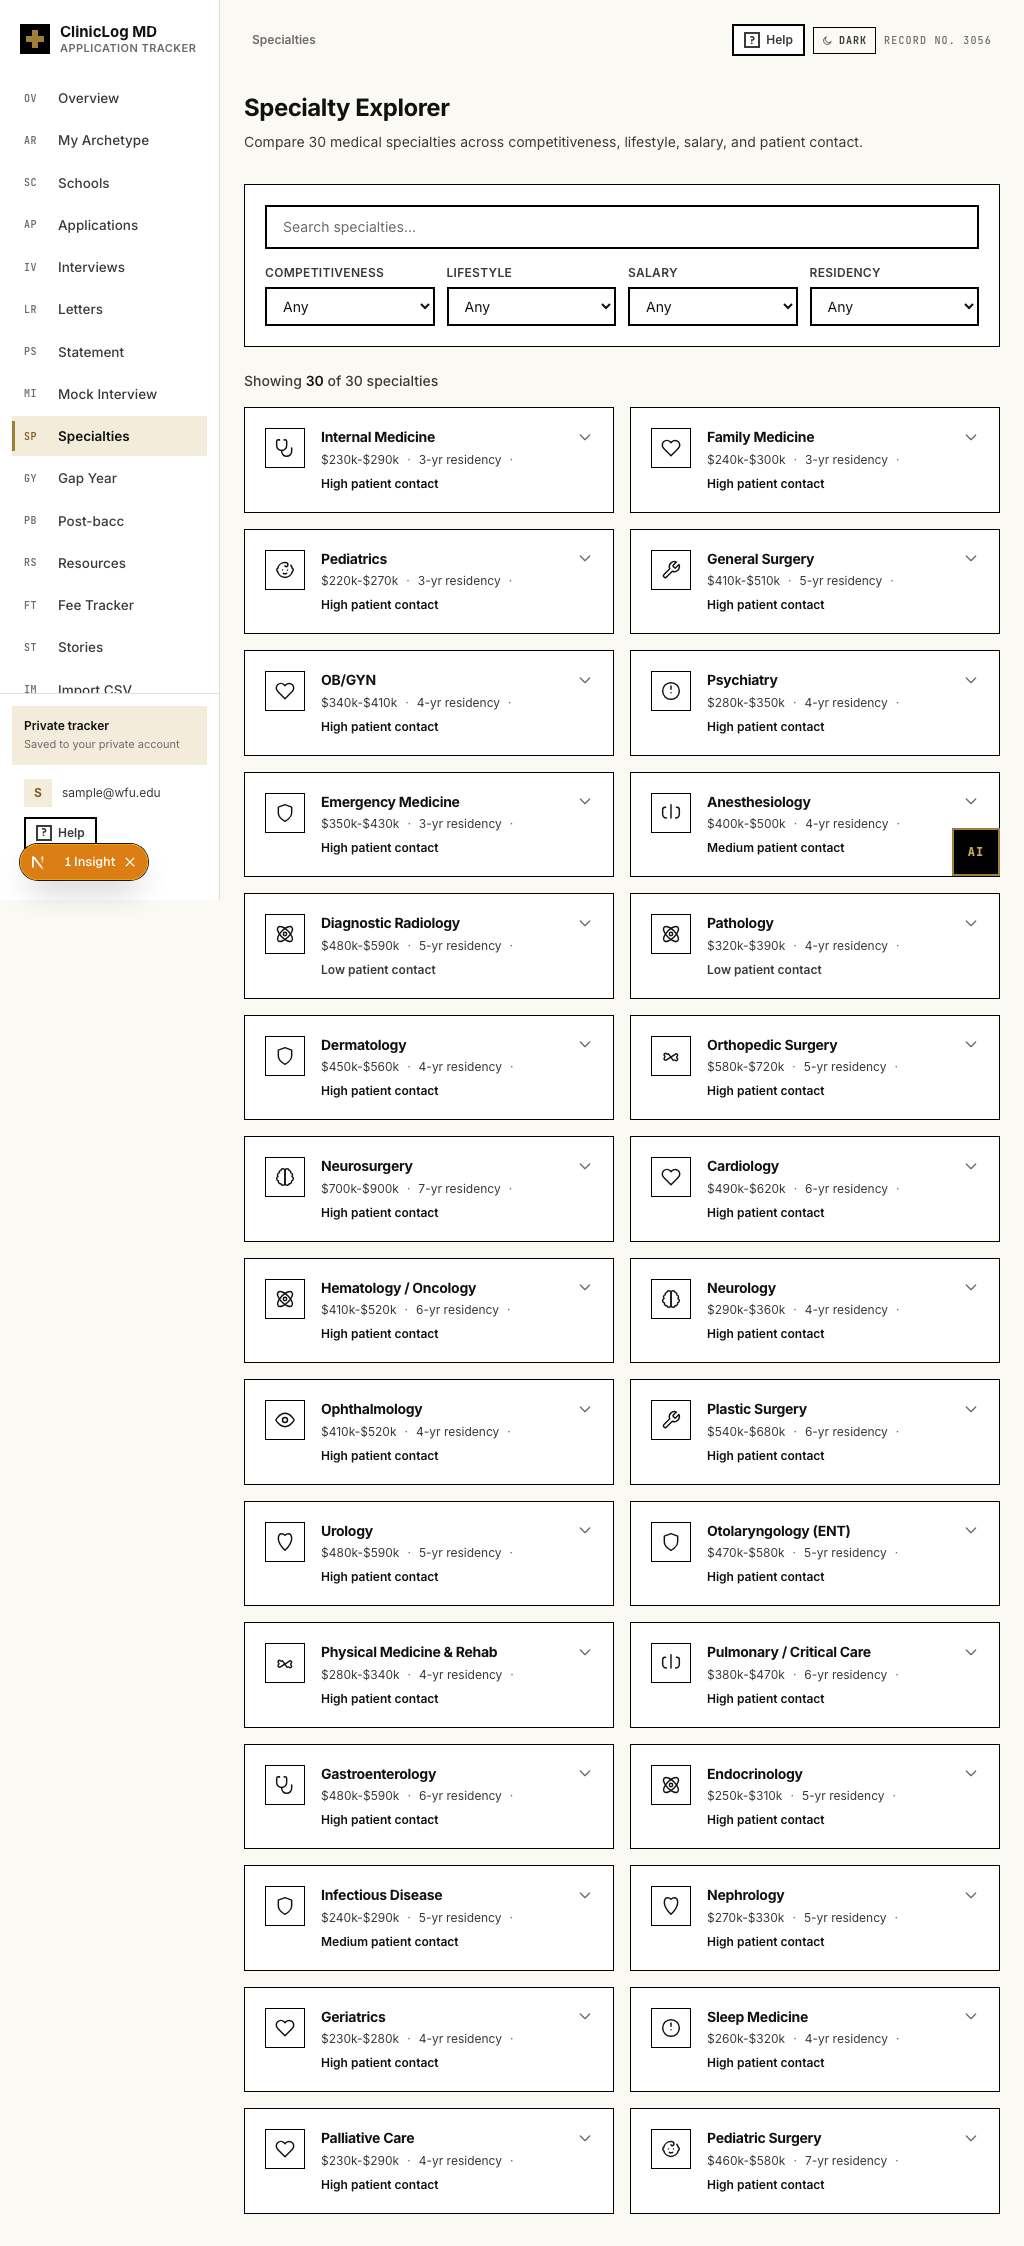 ClinicLog MD
APPLICATION TRACKER
OV Overview
AR My Archetype
SC Schools
AP Applications
IV Interviews
LR Letters
PS Statement
MI Mock Interview
SP Specialties
GY Gap Year
PB Post-bacc
RS Resources
FT Fee Tracker
ST Stories
IM Import CSV
Private tracker
Saved to your private account
S sample@wfu.edu
? Help
1 Insight
Specialties
? Help
DARK
RECORD NO. 3056
Specialty Explorer
Compare 30 medical specialties across competitiveness, lifestyle, salary, and patient contact.
Search specialties...
COMPETITIVENESS LIFESTYLE SALARY RESIDENCY
Any Any Any Any
Showing 30 of 30 specialties
Internal Medicine
$230k-$290k · 3-yr residency ·
High patient contact
Family Medicine
$240k-$300k · 3-yr residency ·
High patient contact
Pediatrics
$220k-$270k · 3-yr residency ·
High patient contact
General Surgery
$410k-$510k · 5-yr residency ·
High patient contact
OB/GYN
$340k-$410k · 4-yr residency ·
High patient contact
Psychiatry
$280k-$350k · 4-yr residency ·
High patient contact
Emergency Medicine
$350k-$430k · 3-yr residency ·
High patient contact
Anesthesiology
$400k-$500k · 4-yr residency ·
Medium patient contact
AI
Diagnostic Radiology
$480k-$590k · 5-yr residency ·
Low patient contact
Pathology
$320k-$390k · 4-yr residency ·
Low patient contact
Dermatology
$450k-$560k · 4-yr residency ·
High patient contact
Orthopedic Surgery
$580k-$720k · 5-yr residency ·
High patient contact
Neurosurgery
$700k-$900k · 7-yr residency ·
High patient contact
Cardiology
$490k-$620k · 6-yr residency ·
High patient contact
Hematology / Oncology
$410k-$520k · 6-yr residency ·
High patient contact
Neurology
$290k-$360k · 4-yr residency ·
High patient contact
Ophthalmology
$410k-$520k · 4-yr residency ·
High patient contact
Plastic Surgery
$540k-$680k · 6-yr residency ·
High patient contact
Urology
$480k-$590k · 5-yr residency ·
High patient contact
Otolaryngology (ENT)
$470k-$580k · 5-yr residency ·
High patient contact
Physical Medicine & Rehab
$280k-$340k · 4-yr residency ·
High patient contact
Pulmonary / Critical Care
$380k-$470k · 6-yr residency ·
High patient contact
Gastroenterology
$480k-$590k · 6-yr residency ·
High patient contact
Endocrinology
$250k-$310k · 5-yr residency ·
High patient contact
Infectious Disease
$240k-$290k · 5-yr residency ·
Medium patient contact
Nephrology
$270k-$330k · 5-yr residency ·
High patient contact
Geriatrics
$230k-$280k · 4-yr residency ·
High patient contact
Sleep Medicine
$260k-$320k · 4-yr residency ·
High patient contact
Palliative Care
$230k-$290k · 4-yr residency ·
High patient contact
Pediatric Surgery
$460k-$580k · 7-yr residency ·
High patient contact